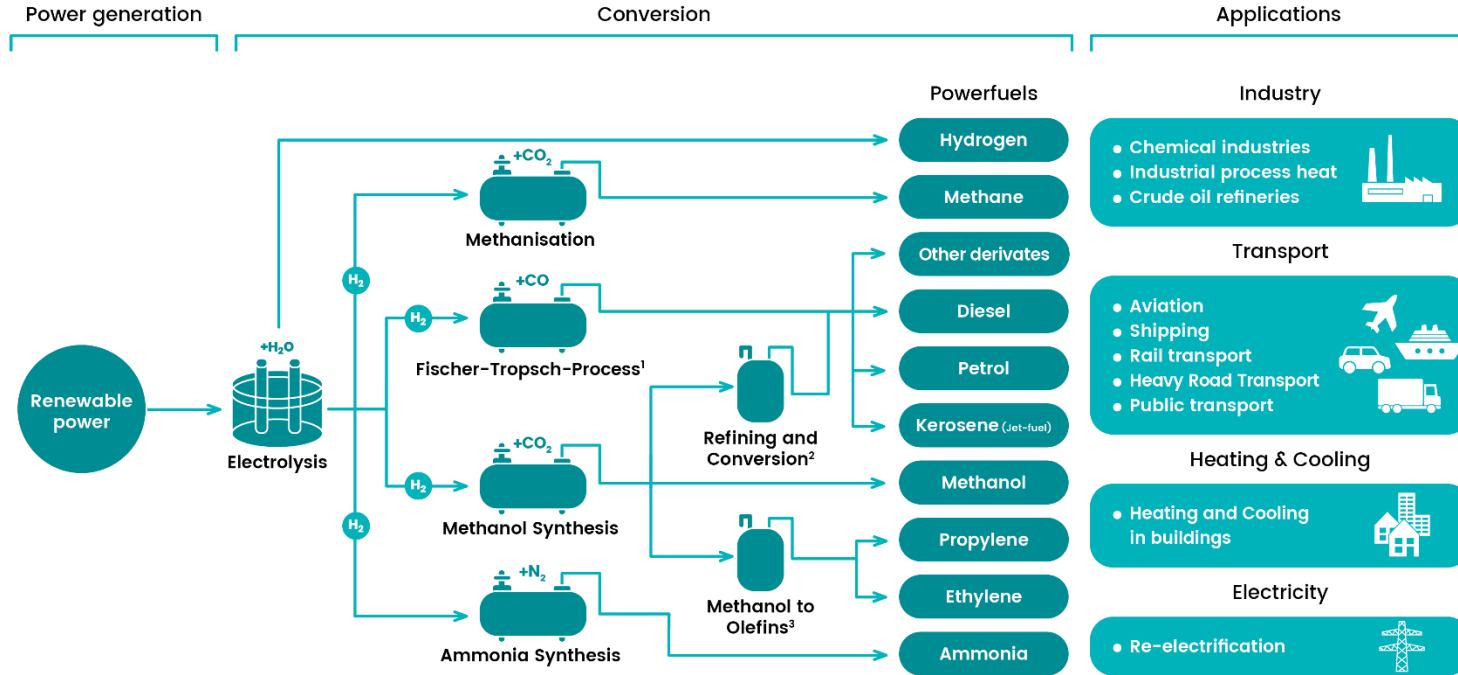 Power generation
Conversion
Applications
Powerfuels
Industry
Hydrogen
+CO₂
Chemical industries
Industrial process heat
Crude oil refineries
Methane
Methanisation
Transport
Other derivates
H₂
+CO
H₂
Diesel
Aviation
Shipping
Rail transport
Heavy Road Transport
Public transport
+H₂O
Fischer-Tropsch-Process¹
Petrol
Renewable
power
Electrolysis
Kerosene (Jet-fuel)
Refining and
Conversion²
+CO₂
H₂
Methanol Synthesis
Methanol
Heating & Cooling
Heating and Cooling
in buildings
H₂
Propylene
+N₂
Methanol to
Olefins³
Ethylene
Electricity
Ammonia Synthesis
Ammonia
Re-electrification